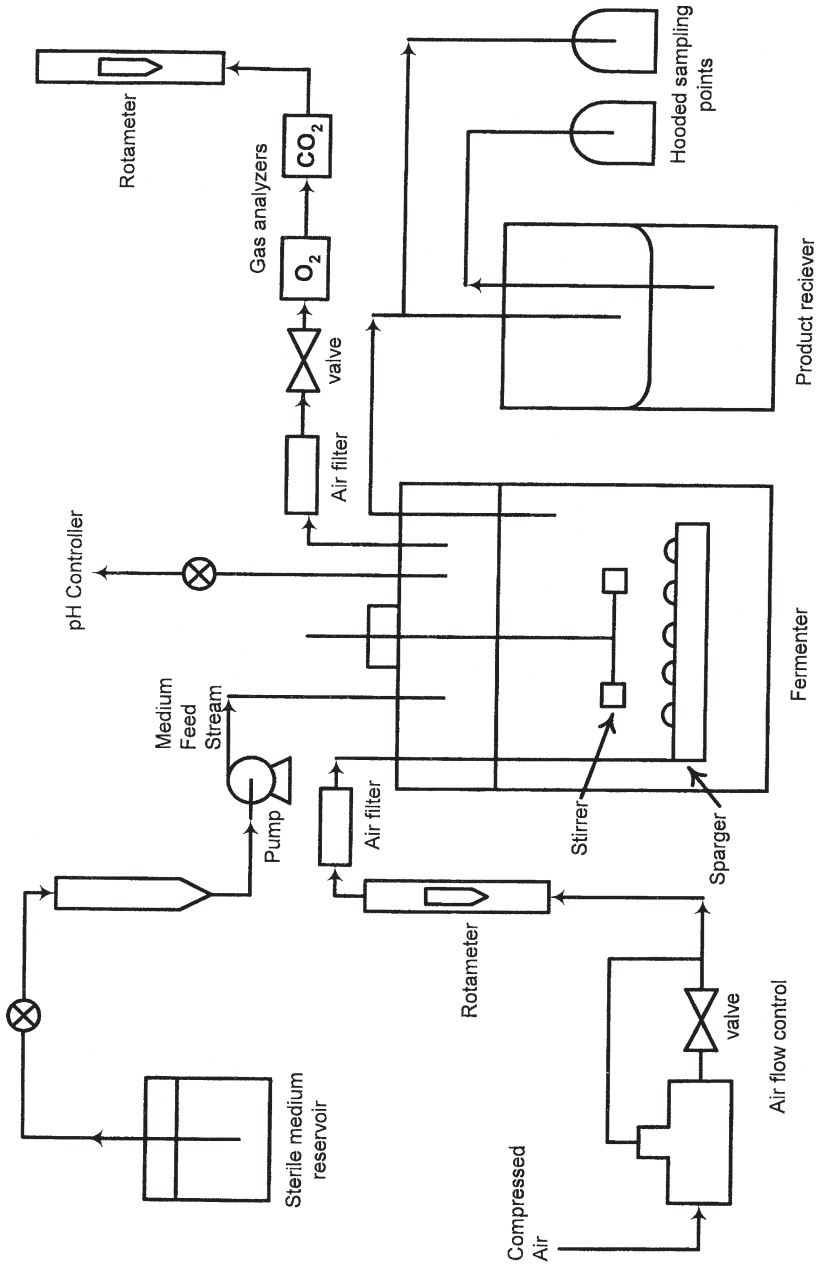 Rotameter
Gas analyzers
CO2
O2
valve
Air filter
Hooded sampling
points
Product reciever
pH Controller
Medium
Feed
Stream
Pump
Air filter
Stirrer
Sparger
Fermenter
Rotameter
Sterile medium
reservoir
valve
Air flow control
Compressed
Air